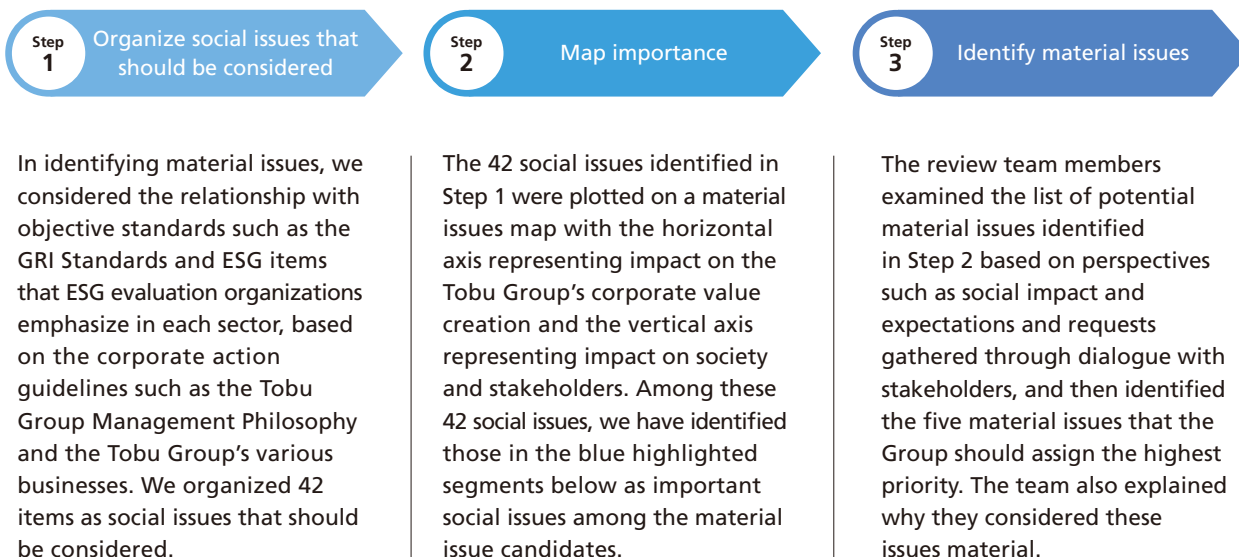 Step
1
Organize social issues that
should be considered
Step
2
Map importance
Step
3
Identify material issues
In identifying material issues, we
considered the relationship with
objective standards such as the
GRI Standards and ESG items
that ESG evaluation organizations
emphasize in each sector, based
on the corporate action
guidelines such as the Tobu
Group Management Philosophy
and the Tobu Group’s various
businesses. We organized 42
items as social issues that should
be considered.
The 42 social issues identified in
Step 1 were plotted on a material
issues map with the horizontal
axis representing impact on the
Tobu Group’s corporate value
creation and the vertical axis
representing impact on society
and stakeholders. Among these
42 social issues, we have identified
those in the blue highlighted
segments below as important
social issues among the material
issue candidates.
The review team members
examined the list of potential
material issues identified
in Step 2 based on perspectives
such as social impact and
expectations and requests
gathered through dialogue with
stakeholders, and then identified
the five material issues that the
Group should assign the highest
priority. The team also explained
why they considered these
issues material.